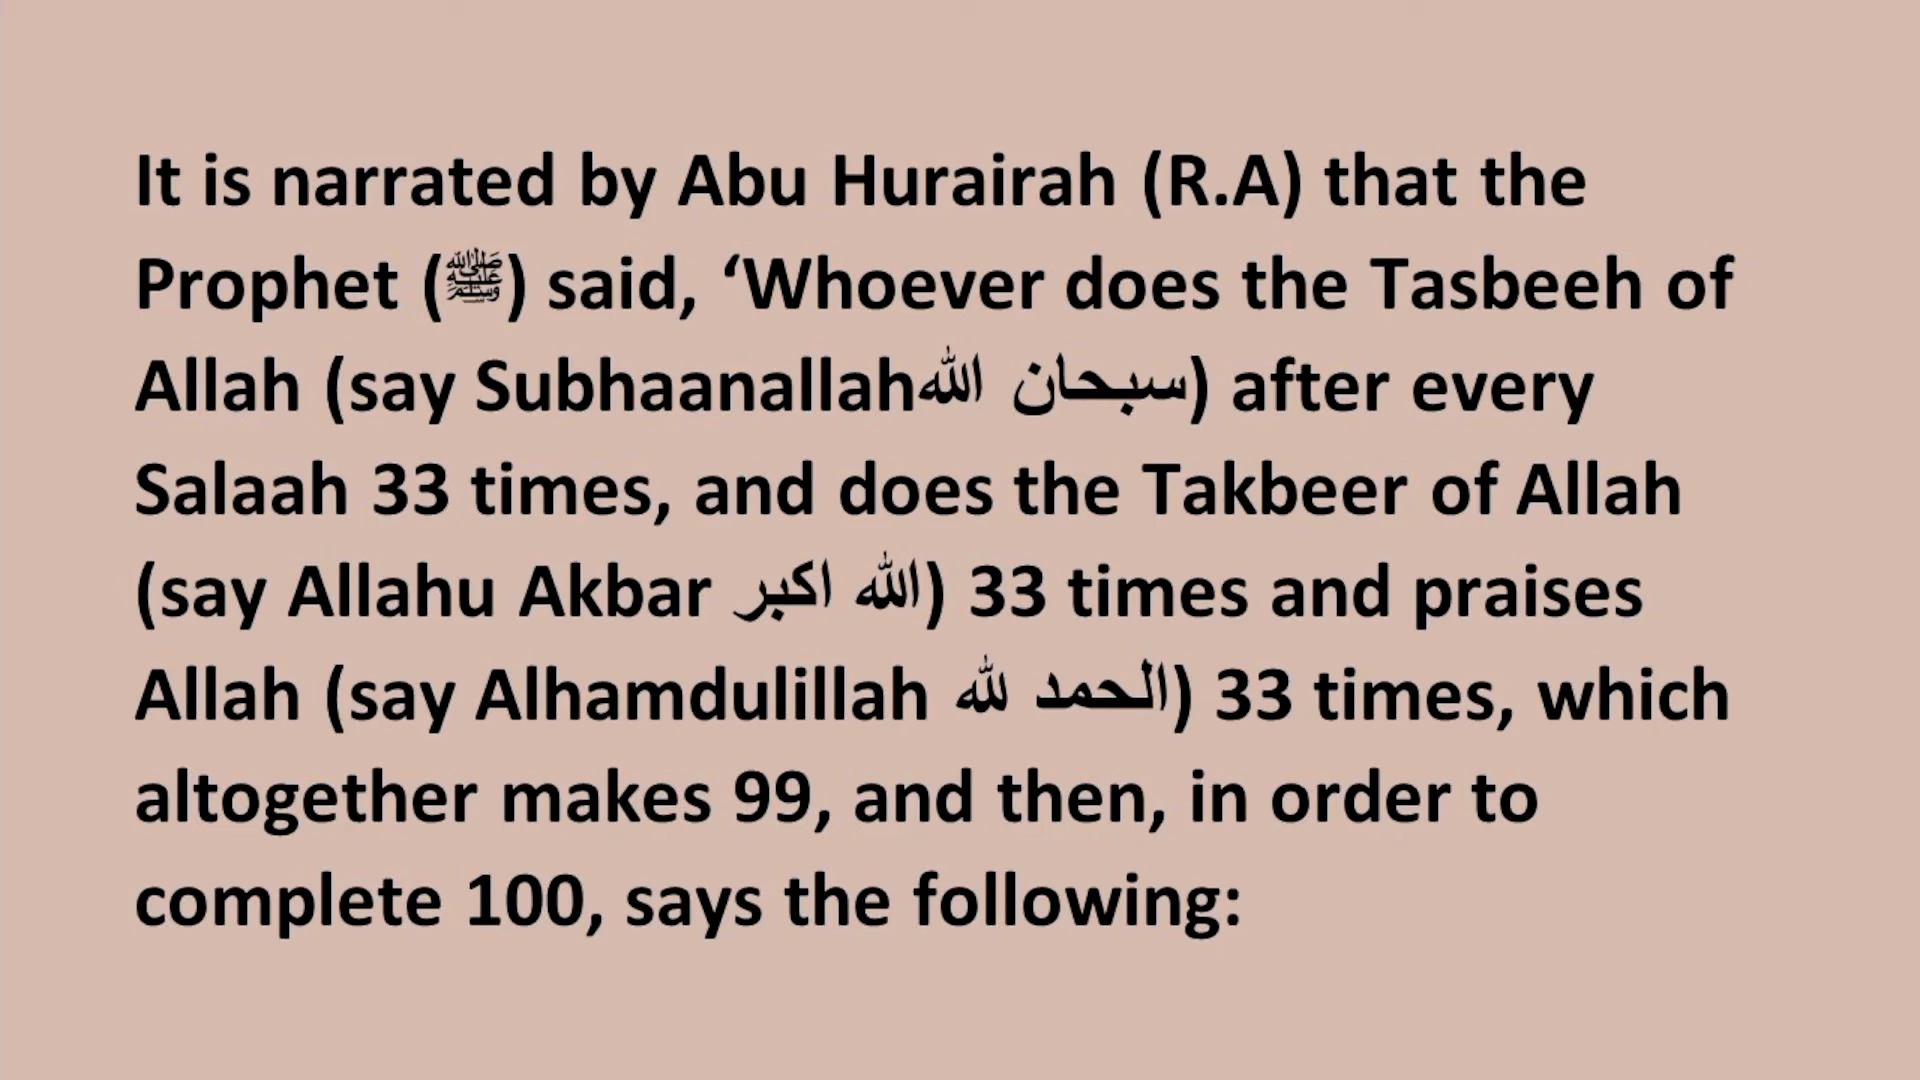 It is narrated by Abu Hurairah (R.A) that the
Prophet (ﷺ) said, ‘Whoever does the Tasbeeh of
Allah (say Subhaanallahسبحان الله) after every
Salaah 33 times, and does the Takbeer of Allah
(say Allahu Akbar الله اكبر) 33 times and praises
Allah (say Alhamdulillah الحمد لله) 33 times, which
altogether makes 99, and then, in order to
complete 100, says the following: